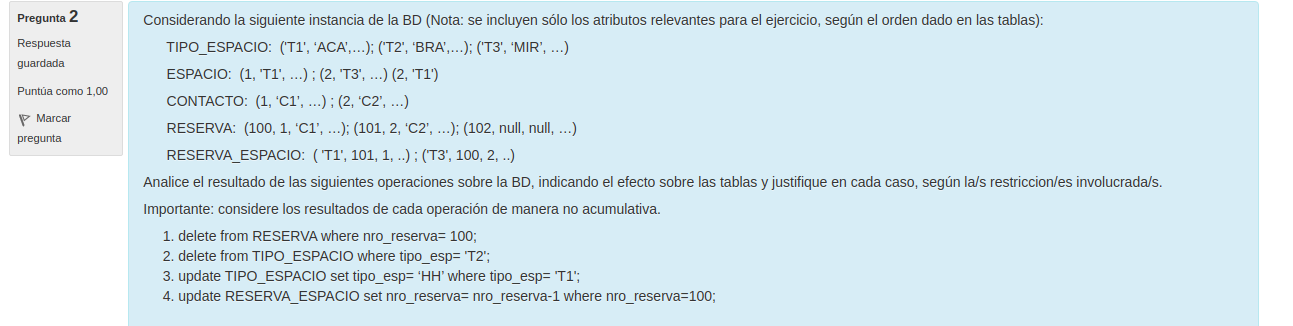 Pregunta 2
Respuesta
guardada
Puntúa como 1,00
Marcar
pregunta
Considerando la siguiente instancia de la BD (Nota: se incluyen sólo los atributos relevantes para el ejercicio, según el orden dado en las tablas):
TIPO_ESPACIO: ('T1', ‘ACA’,…); ('T2', ‘BRA’,…); ('T3', ‘MIR’, …)
ESPACIO: (1, 'T1', …) ; (2, 'T3', …) (2, 'T1')
CONTACTO: (1, ‘C1’, …) ; (2, ‘C2’, …)
RESERVA: (100, 1, ‘C1’, …); (101, 2, ‘C2’, …); (102, null, null, …)
RESERVA_ESPACIO: ( 'T1', 101, 1, ..) ; ('T3', 100, 2, ..)
Analice el resultado de las siguientes operaciones sobre la BD, indicando el efecto sobre las tablas y justifique en cada caso, según la/s restriccion/es involucrada/s.
Importante: considere los resultados de cada operación de manera no acumulativa.
1. delete from RESERVA where nro_reserva= 100;
2. delete from TIPO_ESPACIO where tipo_esp= 'T2';
3. update TIPO_ESPACIO set tipo_esp= ‘HH’ where tipo_esp= 'T1';
4. update RESERVA_ESPACIO set nro_reserva= nro_reserva-1 where nro_reserva=100;